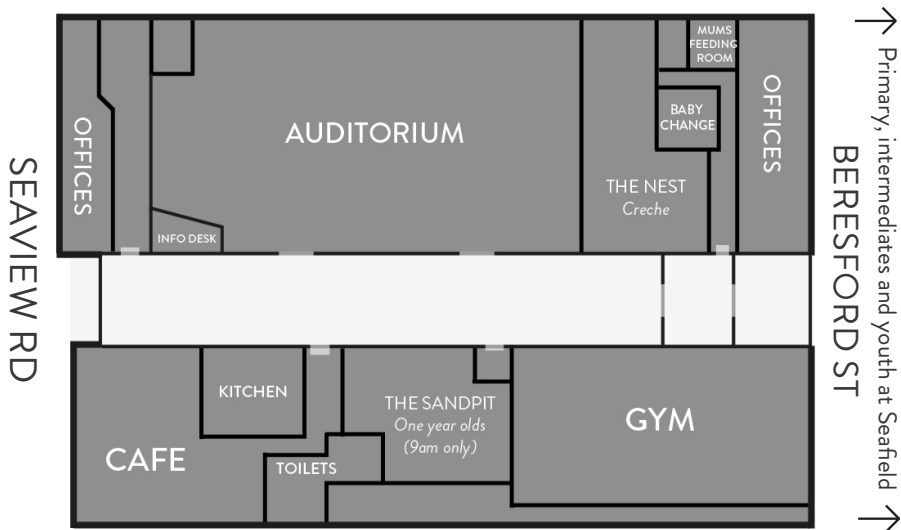 SEAVIEW RD
OFFICES
AUDITORIUM
INFO DESK
THE NEST
Creche
MUMS
FEEDING
ROOM
BABY
CHANGE
OFFICES
CAFE
KITCHEN
TOILETS
THE SANDPIT
One year olds
(9am only)
GYM
BERESFORD ST
Primary, intermediates and youth at Seafield